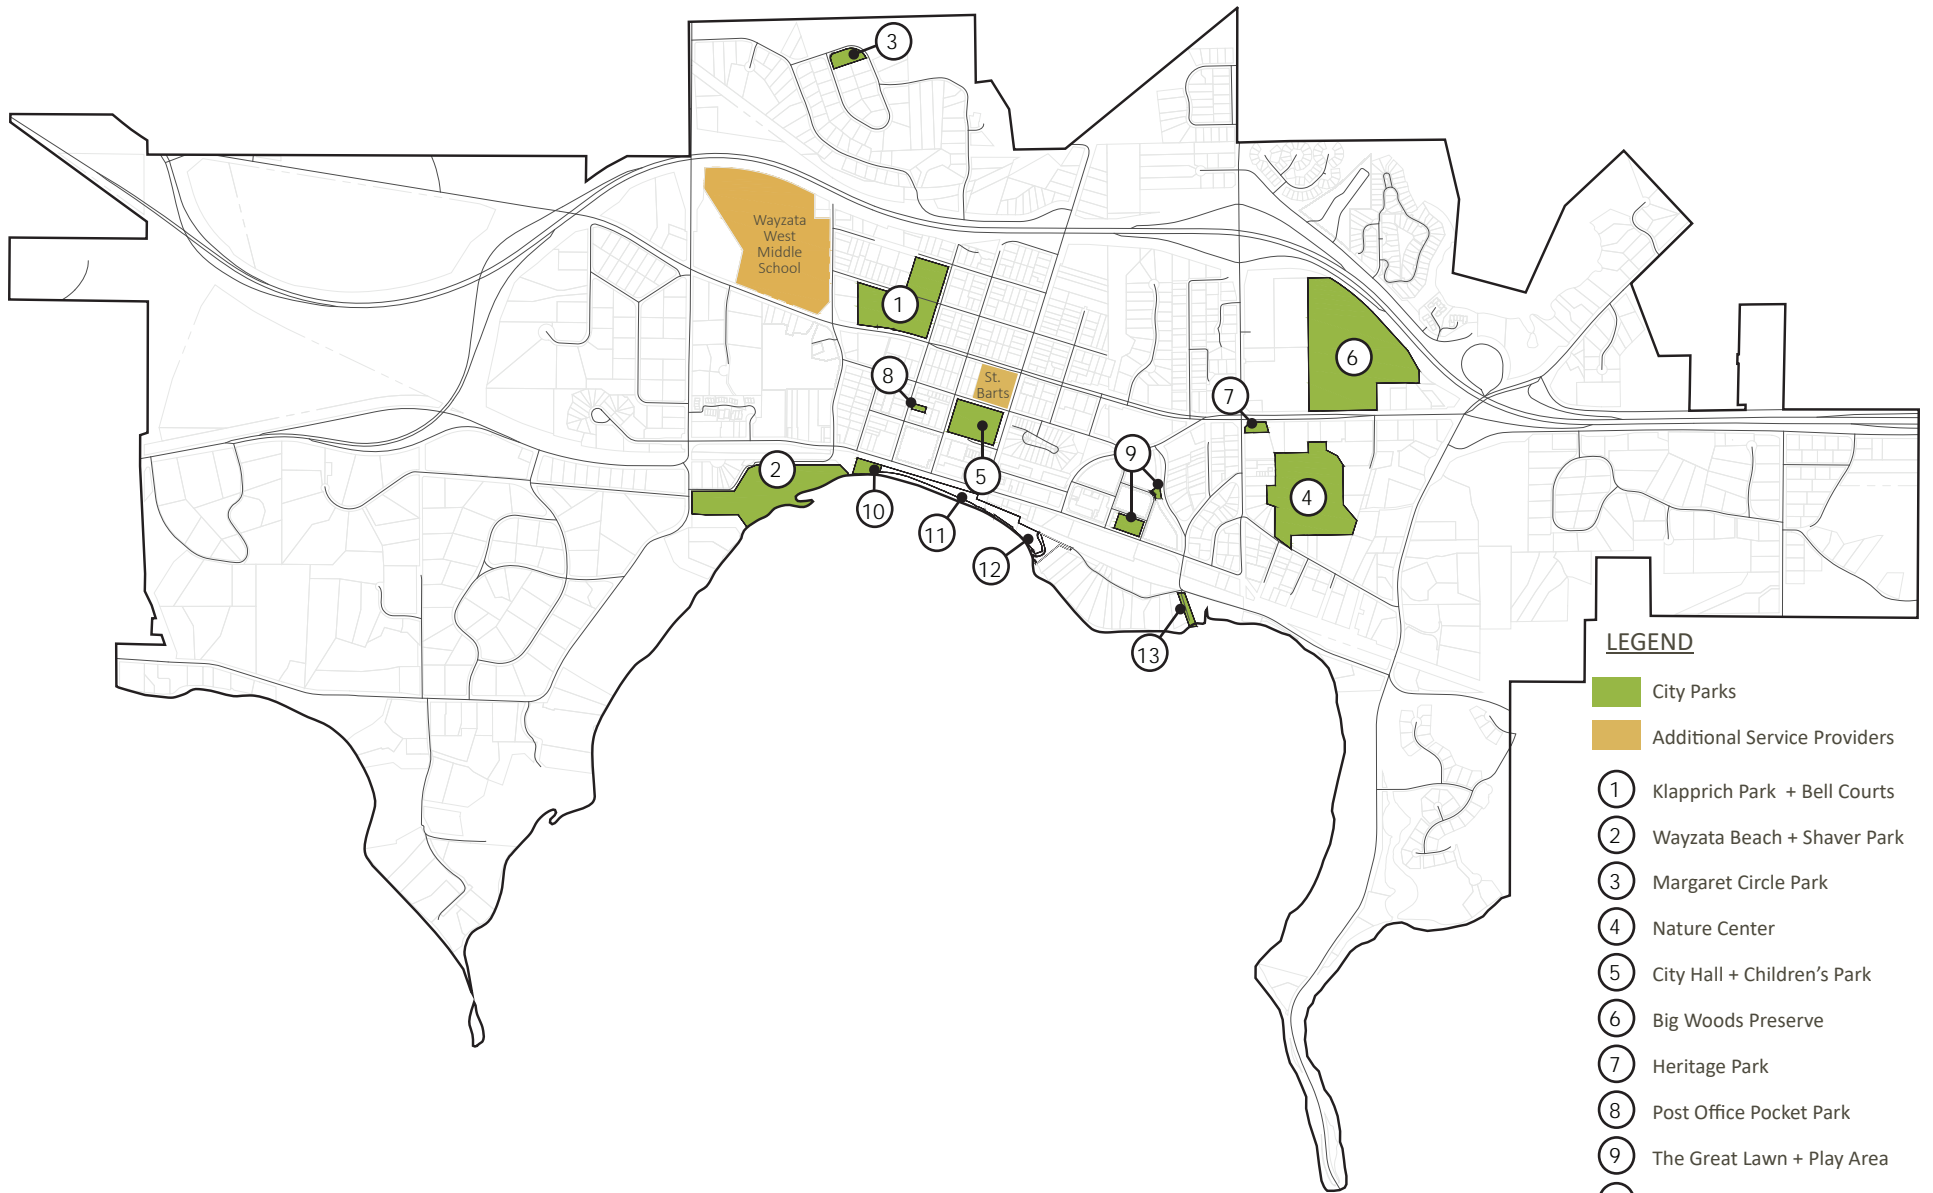 3
Wayzata
West
Middle
School
1
6
8
St.
Barts
7
9
2
5
4
10
11
12
13
LEGEND
City Parks
Additional Service Providers
1 Klapprich Park + Bell Courts
2 Wayzata Beach + Shaver Park
3 Margaret Circle Park
4 Nature Center
5 City Hall + Children's Park
6 Big Woods Preserve
7 Heritage Park
8 Post Office Pocket Park
9 The Great Lawn + Play Area